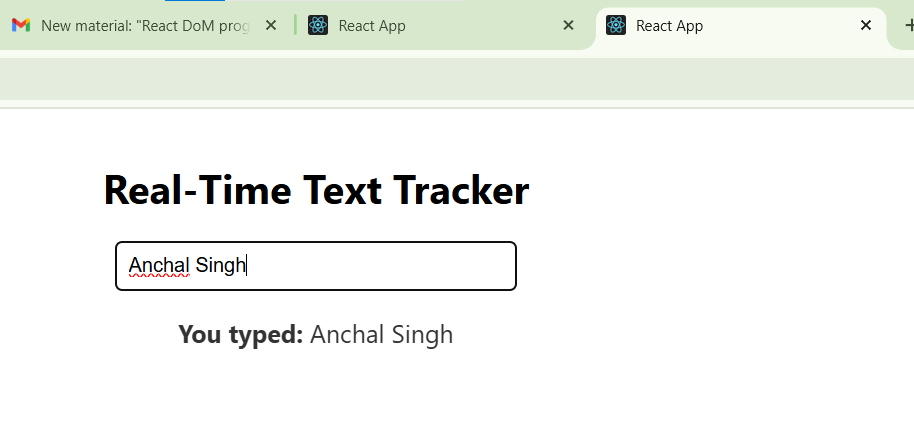 New material: "React DoM prog
React App
React App
Real-Time Text Tracker
Anchal Singh
You typed: Anchal Singh